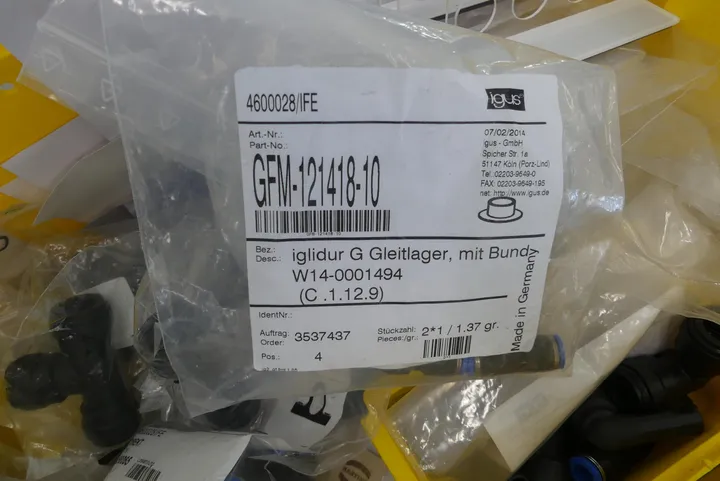 4600028/IFE
igus
Art.-Nr.:
Part-No.:
GFM-121418-10
07/02/2014
igus - GmbH
Spicher Str. 1a
51147 Köln (Porz-Lind)
Tel.:02203-9649-0
FAX: 02203-9649-195
net: http://www.igus.de
GFM-121418-10
Bez.:
Desc.:
iglidur G Gleitlager, mit Bund
W14-0001494
(C .1.12.9)
Made in Germany
IdentNr.:
Auftrag:
Order:
3537437
Stückzahl:
Pieces/gr.:
2*1 / 1.37 gr.
Pos.:
4